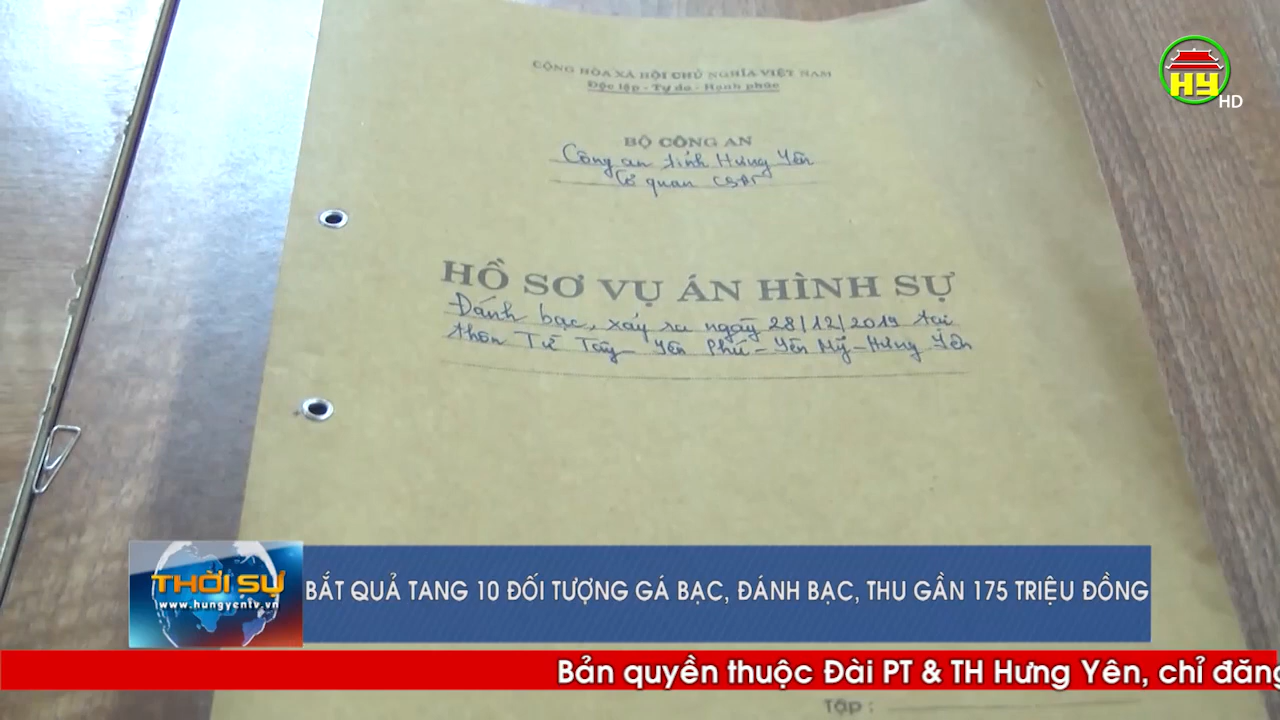 CỘNG HÒA XÃ HỘI CHỦ NGHĨA VIỆT NAM
Độc lập - Tự do - Hạnh phúc
HY HD
BỘ CÔNG AN
Công an tỉnh Hưng Yên
Cơ quan CSĐT
HỒ SƠ VỤ ÁN HÌNH SỰ
Đánh bạc, xảy ra ngày 28/12/2019 tại
thôn Từ Tây - Yên Phú - Yên Mỹ - Hưng Yên
THỜI SỰ
www.hungyentv.vn
BẮT QUẢ TANG 10 ĐỐI TƯỢNG GÁ BẠC, ĐÁNH BẠC, THU GẦN 175 TRIỆU ĐỒNG
Bản quyền thuộc Đài PT & TH Hưng Yên, chỉ đăng
Tập :